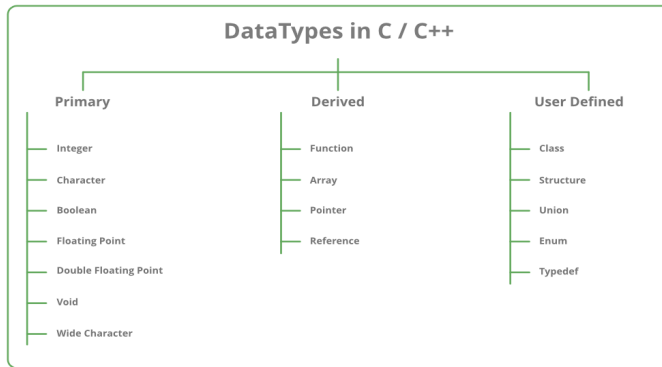 DataTypes in C / C++
Primary
Integer
Character
Boolean
Floating Point
Double Floating Point
Void
Wide Character
Derived
Function
Array
Pointer
Reference
User Defined
Class
Structure
Union
Enum
Typedef